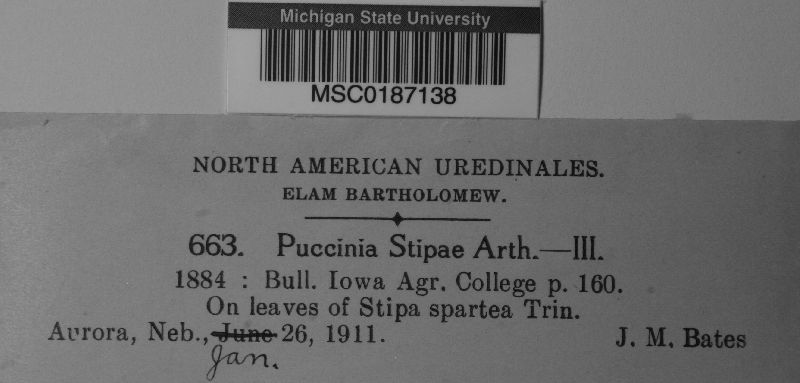 Michigan State University
MSC0187138
NORTH AMERICAN UREDINALES.
ELAM BARTHOLOMEW.
663. Puccinia Stipae Arth.—III.
1884 : Bull. Iowa Agr. College p. 160.
On leaves of Stipa spartea Trin.
Aurora, Neb., June 26, 1911. J. M. Bates
Jan.